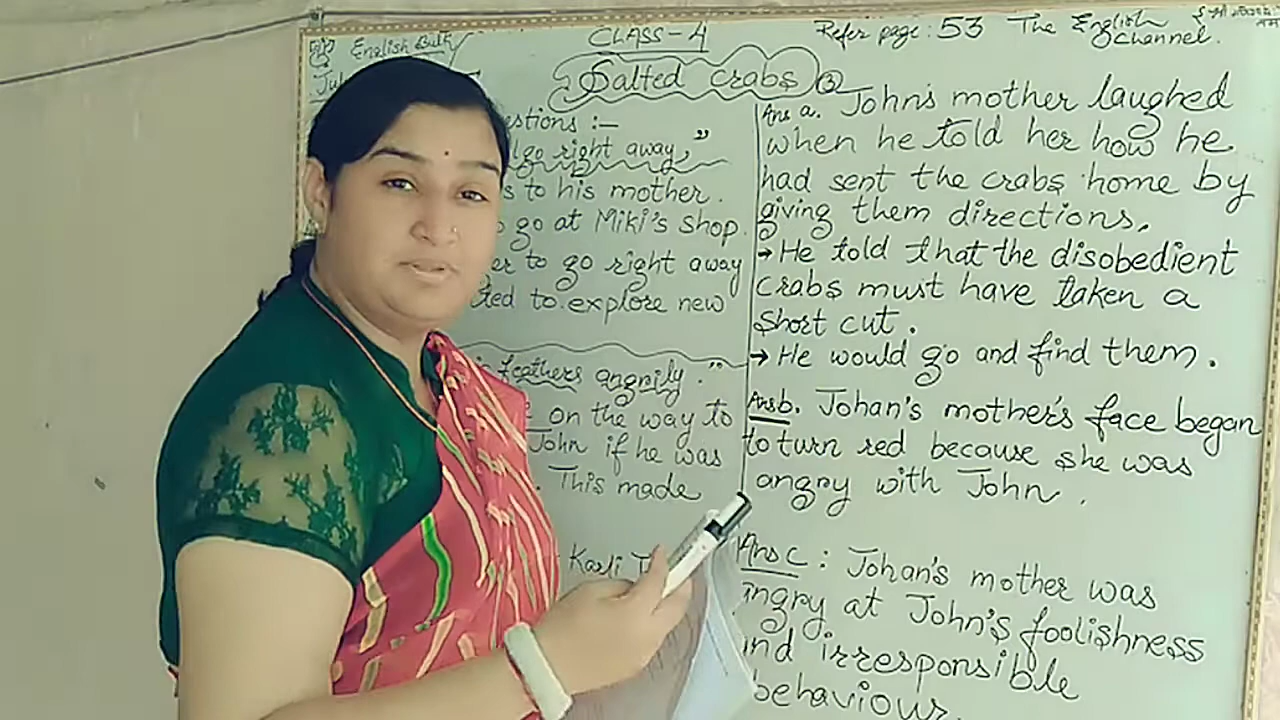 English
CLASS-4
Refer page: 53 The English Channel.
Salted crabs
estions :—
go right away,"
s to his mother.
go at Miki's shop.
er to go right away
ted to explore new
feathers angrily."
on the way to
John if he was
. This made
Karli
Ans a. John's mother laughed
when he told her how he
had sent the crabs home by
giving them directions.
→ He told that the disobedient
crabs must have taken a
short cut.
→ He would go and find them.
Ans b. Johan's mother's face began
to turn red because she was
angry with John.
Ans c : Johan's mother was
angry at John's foolishness
and irresponsible
behaviour.